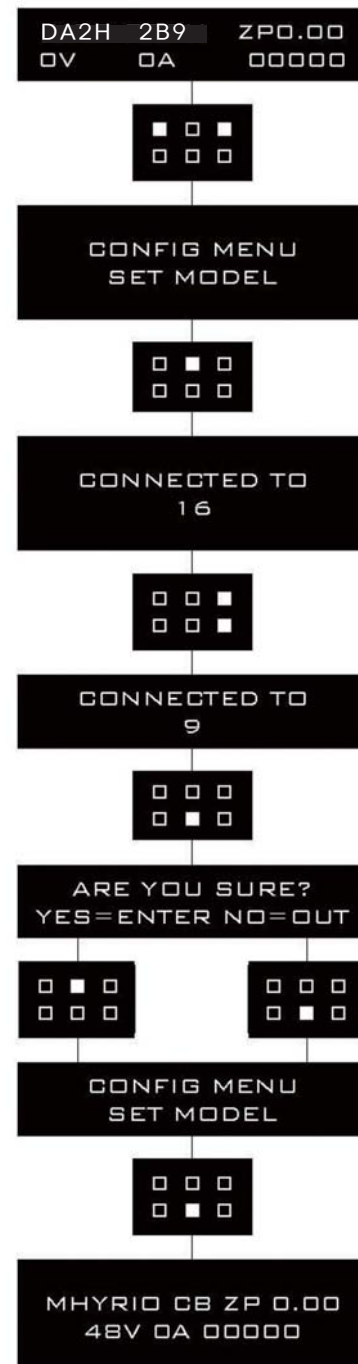 DA2H 2B9 ZP0.00
0V 0A 00000
CONFIG MENU
SET MODEL
CONNECTED TO
16
CONNECTED TO
9
ARE YOU SURE?
YES=ENTER NO=OUT
CONFIG MENU
SET MODEL
MHYRIO CB ZP 0.00
48V 0A 00000